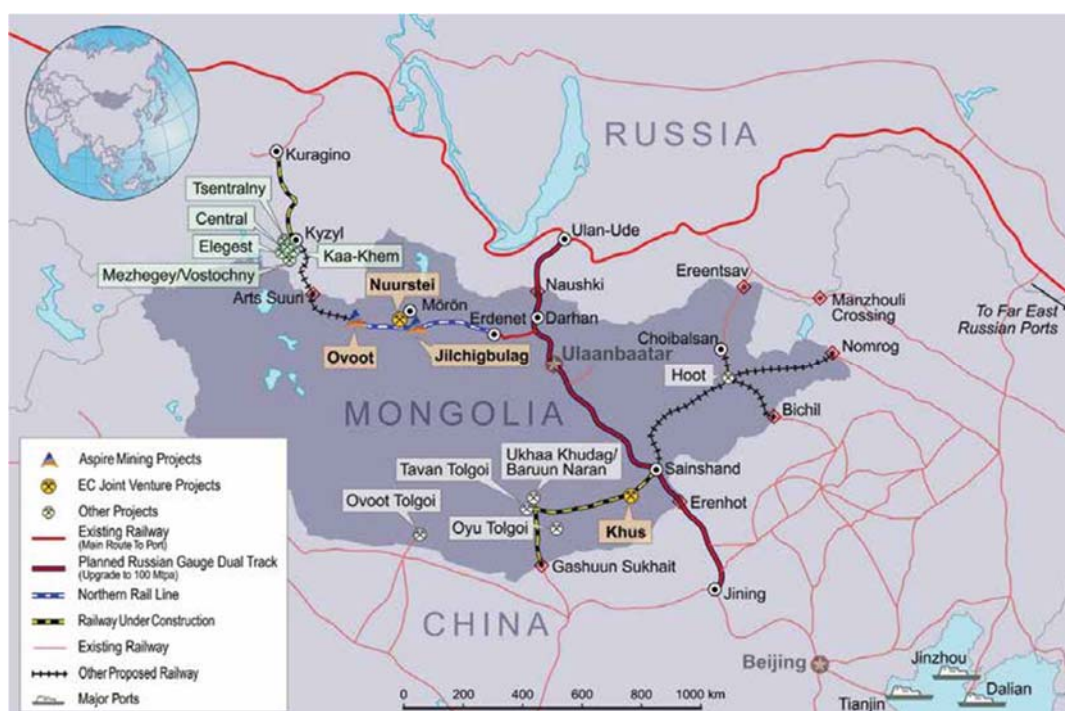 RUSSIA
Kuragino
Tsentralny
Central
Kyzyl
Elegest
Kaa-Khem
Mezhegey/Vostochny
Ulan-Ude
Ereentsav
Nuurstei
Naushki
Arts Suuri
Mörön
Manzhouli
Crossing
To Far East
Russian Ports
Erdenet
Darhan
Choibalsan
Nomrog
Ovoot
Jilchigbulag
Ulaanbaatar
Hoot
MONGOLIA
Bichil
Ukhaa Khudag/
Baruun Naran
Tavan Tolgoi
Sainshand
Ovoot Tolgoi
Erenhot
Oyu Tolgoi
Khus
Gashuun Sukhait
Jining
CHINA
Beijing
Jinzhou
Dalian
Tianjin
Aspire Mining Projects
EC Joint Venture Projects
Other Projects
Existing Railway
(Main Route To Port)
Planned Russian Gauge Dual Track
(Upgrade to 100 Mtpa)
Northern Rail Line
Railway Under Construction
Existing Railway
Other Proposed Railway
Major Ports
0 200 400 600 800 1000 km